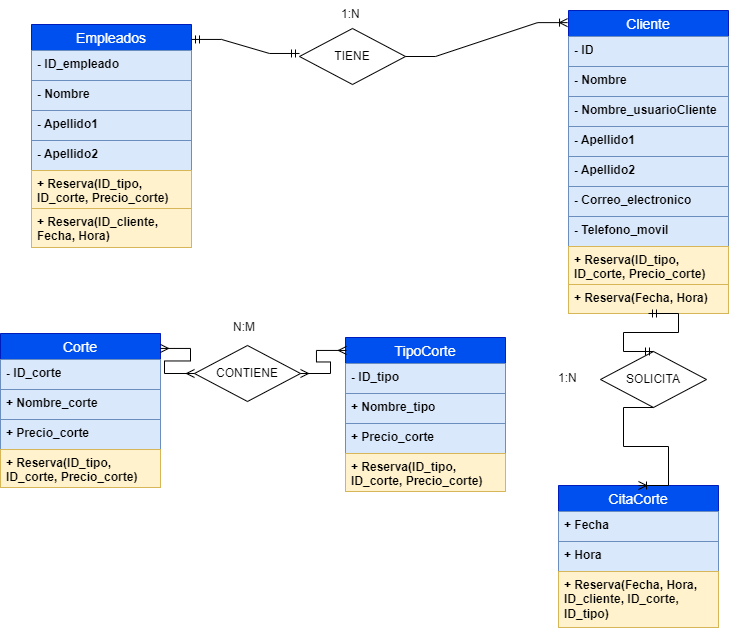 1:N
Empleados
- ID_empleado
- Nombre
- Apellido1
- Apellido2
+ Reserva(ID_tipo,
ID_corte, Precio_corte)
+ Reserva(ID_cliente,
Fecha, Hora)
TIENE
Cliente
- ID
- Nombre
- Nombre_usuarioCliente
- Apellido1
- Apellido2
- Correo_electronico
- Telefono_movil
+ Reserva(ID_tipo,
ID_corte, Precio_corte)
+ Reserva(Fecha, Hora)
N:M
Corte
- ID_corte
+ Nombre_corte
+ Precio_corte
+ Reserva(ID_tipo,
ID_corte, Precio_corte)
CONTIENE
TipoCorte
- ID_tipo
+ Nombre_tipo
+ Precio_corte
+ Reserva(ID_tipo,
ID_corte, Precio_corte)
1:N
SOLICITA
CitaCorte
+ Fecha
+ Hora
+ Reserva(Fecha, Hora,
ID_cliente, ID_corte,
ID_tipo)